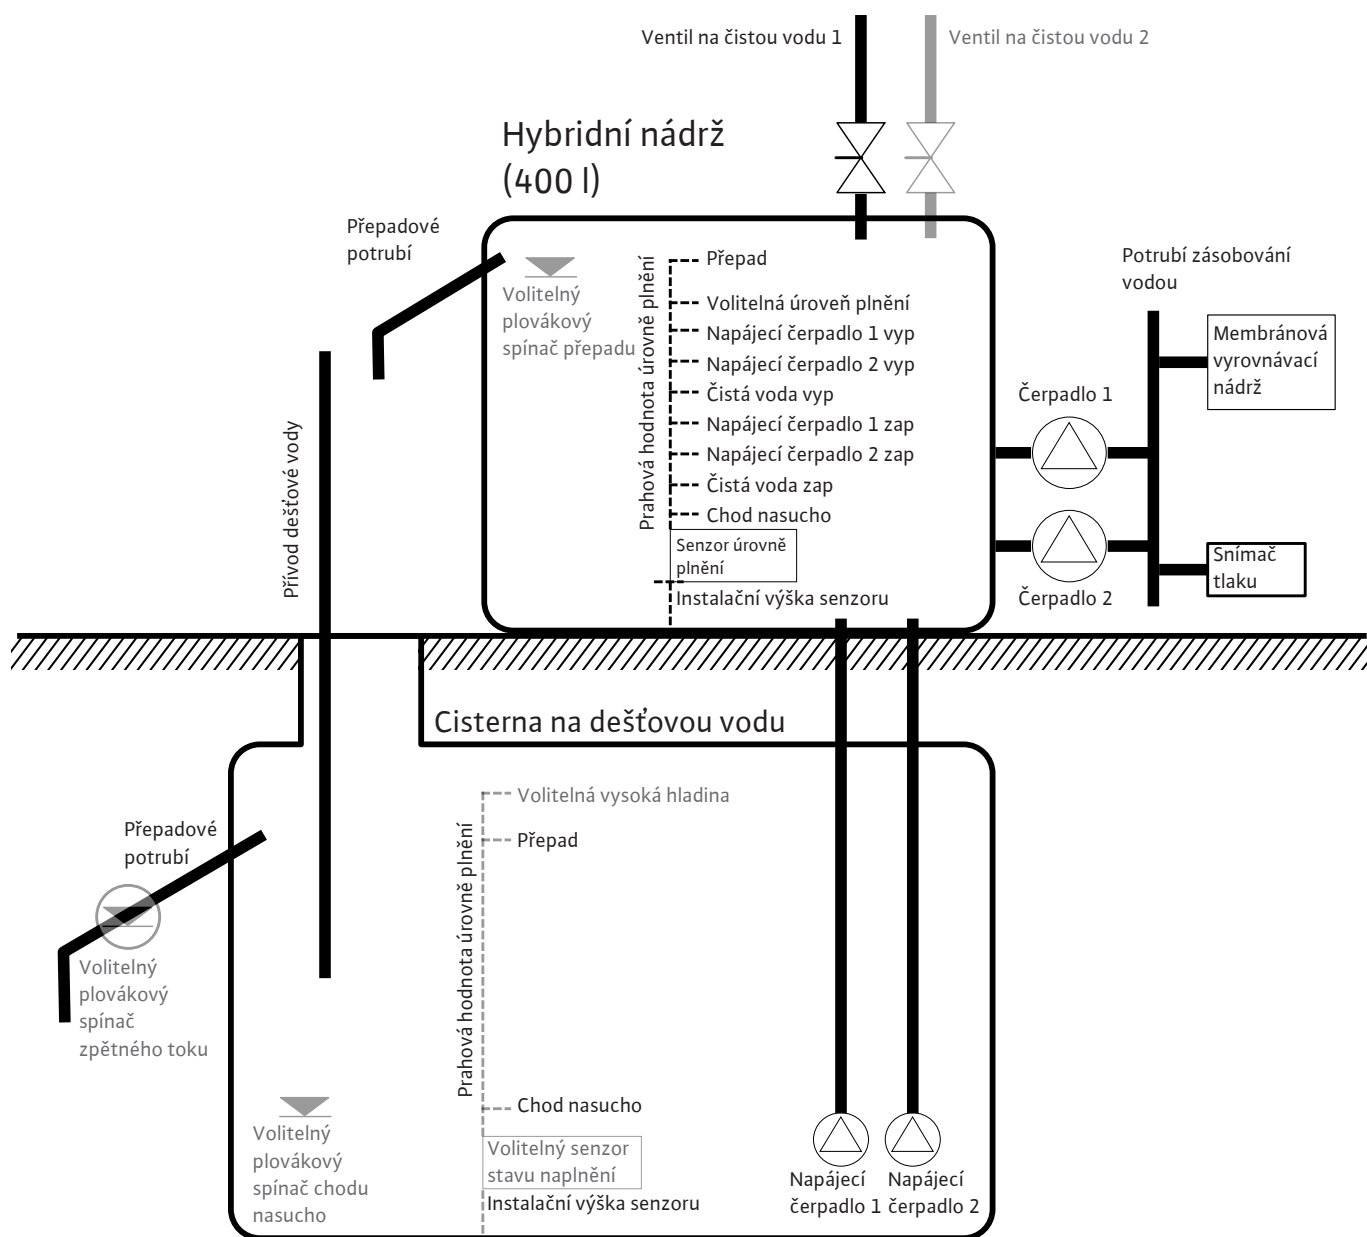 Ventil na čistou vodu 1
Ventil na čistou vodu 2
Hybridní nádrž
(400 l)
Přepadové
potrubí
Volitelný
plovákový
spínač přepadu
Prahová hodnota úrovně plnění
Přepad
Volitelná úroveň plnění
Napájecí čerpadlo 1 vyp
Napájecí čerpadlo 2 vyp
Čistá voda vyp
Napájecí čerpadlo 1 zap
Napájecí čerpadlo 2 zap
Čistá voda zap
Chod nasucho
Senzor úrovně
plnění
Instalační výška senzoru
Potrubí zásobování
vodou
Membránová
vyrovnávací
nádrž
Čerpadlo 1
Čerpadlo 2
Snímač
tlaku
Přívod dešťové vody
Cisterna na dešťovou vodu
Přepadové
potrubí
Volitelný
plovákový
spínač
zpětného toku
Prahová hodnota úrovně plnění
Volitelná vysoká hladina
Přepad
Chod nasucho
Volitelný senzor
stavu naplnění
Instalační výška senzoru
Volitelný
plovákový
spínač chodu
nasucho
Napájecí
čerpadlo 1
Napájecí
čerpadlo 2